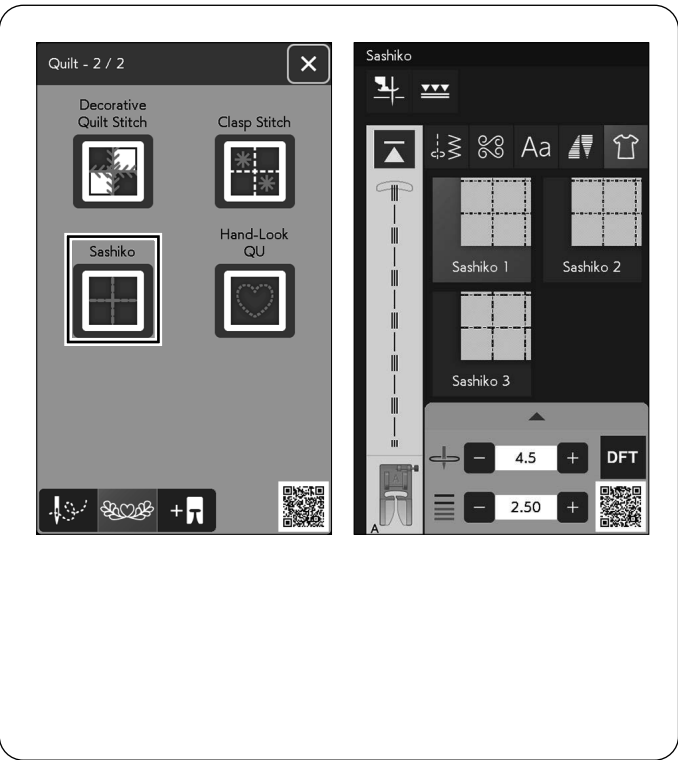 Quilt - 2 / 2
Decorative
Quilt Stitch
Clasp Stitch
Sashiko
Hand-Look
QU
Sashiko
Aa
Sashiko 1
Sashiko 2
Sashiko 3
4.5
DFT
2.50
A